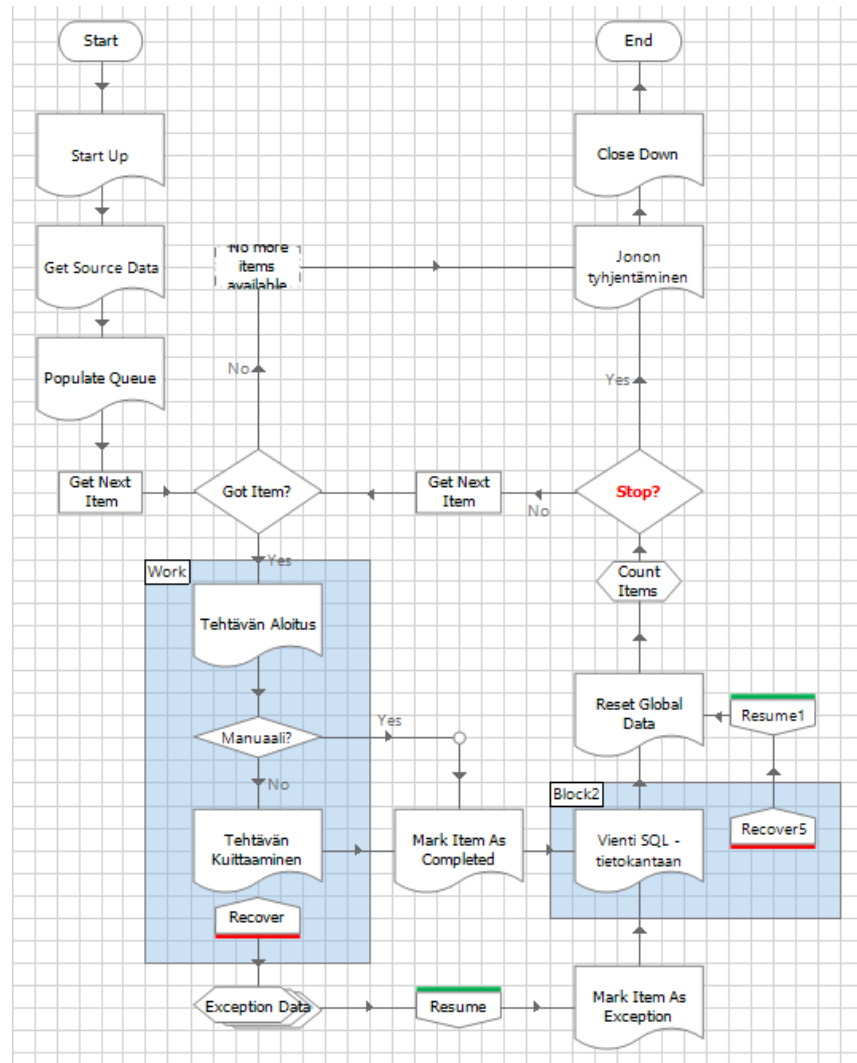 Start
End
Start Up
Close Down
Get Source Data
No more
items
available
Jonon
tyhjentäminen
Populate Queue
No
Yes
Get Next
Item
Got Item?
Get Next
Item
No
Stop?
Yes
Work
Count
Items
Tehtävän Aloitus
Reset Global
Data
Resume1
Manuaali?
Yes
No
Block2
Tehtävän
Kuittaaminen
Mark Item As
Completed
Vienti SQL -
tietokantaan
Recover5
Recover
Exception Data
Resume
Mark Item As
Exception